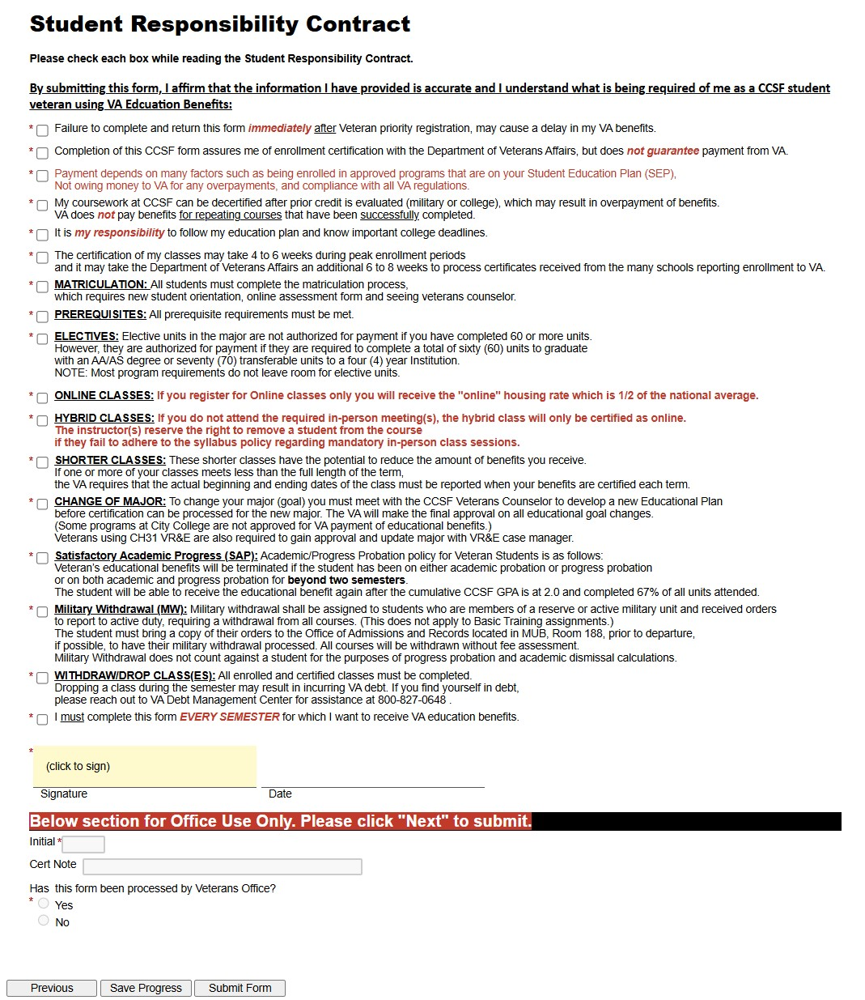 Student Responsibility Contract
Please check each box while reading the Student Responsibility Contract.
By submitting this form, I affirm that the information I have provided is accurate and I understand what is being required of me as a CCSF student
veteran using VA Edcuation Benefits:
* Failure to complete and return this form immediately after Veteran priority registration, may cause a delay in my VA benefits.
* Completion of this CCSF form assures me of enrollment certification with the Department of Veterans Affairs, but does not guarantee payment from VA.
* Payment depends on many factors such as being enrolled in approved programs that are on your Student Education Plan (SEP),
Not owing money to VA for any overpayments, and compliance with all VA regulations.
* My coursework at CCSF can be decertified after prior credit is evaluated (military or college), which may result in overpayment of benefits.
VA does not pay benefits for repeating courses that have been successfully completed.
* It is my responsibility to follow my education plan and know important college deadlines.
* The certification of my classes may take 4 to 6 weeks during peak enrollment periods
and it may take the Department of Veterans Affairs an additional 6 to 8 weeks to process certificates received from the many schools reporting enrollment to VA.
* MATRICULATION: All students must complete the matriculation process,
which requires new student orientation, online assessment form and seeing veterans counselor.
* PREREQUISITES: All prerequisite requirements must be met.
* ELECTIVES: Elective units in the major are not authorized for payment if you have completed 60 or more units.
However, they are authorized for payment if they are required to complete a total of sixty (60) units to graduate
with an AA/AS degree or seventy (70) transferable units to a four (4) year Institution.
NOTE: Most program requirements do not leave room for elective units.
* ONLINE CLASSES: If you register for Online classes only you will receive the "online" housing rate which is 1/2 of the national average.
* HYBRID CLASSES: If you do not attend the required in-person meeting(s), the hybrid class will only be certified as online.
The instructor(s) reserve the right to remove a student from the course
if they fail to adhere to the syllabus policy regarding mandatory in-person class sessions.
* SHORTER CLASSES: These shorter classes have the potential to reduce the amount of benefits you receive.
If one or more of your classes meets less than the full length of the term,
the VA requires that the actual beginning and ending dates of the class must be reported when your benefits are certified each term.
* CHANGE OF MAJOR: To change your major (goal) you must meet with the CCSF Veterans Counselor to develop a new Educational Plan
before certification can be processed for the new major. The VA will make the final approval on all educational goal changes.
(Some programs at City College are not approved for VA payment of educational benefits.)
Veterans using CH31 VR&E are also required to gain approval and update major with VR&E case manager.
* Satisfactory Academic Progress (SAP): Academic/Progress Probation policy for Veteran Students is as follows:
Veteran's educational benefits will be terminated if the student has been on either academic probation or progress probation
or on both academic and progress probation for beyond two semesters.
The student will be able to receive the educational benefit again after the cumulative CCSF GPA is at 2.0 and completed 67% of all units attended.
* Military Withdrawal (MW): Military withdrawal shall be assigned to students who are members of a reserve or active military unit and received orders
to report to active duty, requiring a withdrawal from all courses. (This does not apply to Basic Training assignments.)
The student must bring a copy of their orders to the Office of Admissions and Records located in MUB, Room 188, prior to departure,
if possible, to have their military withdrawal processed. All courses will be withdrawn without fee assessment.
Military Withdrawal does not count against a student for the purposes of progress probation and academic dismissal calculations.
* WITHDRAW/DROP CLASS(ES): All enrolled and certified classes must be completed.
Dropping a class during the semester may result in incurring VA debt. If you find yourself in debt,
please reach out to VA Debt Management Center for assistance at 800-827-0648 .
* I must complete this form EVERY SEMESTER for which I want to receive VA education benefits.
*
(click to sign)
Signature Date
Below section for Office Use Only. Please click "Next" to submit.
Initial *
Cert Note
Has this form been processed by Veterans Office?
* Yes
No
Previous Save Progress Submit Form